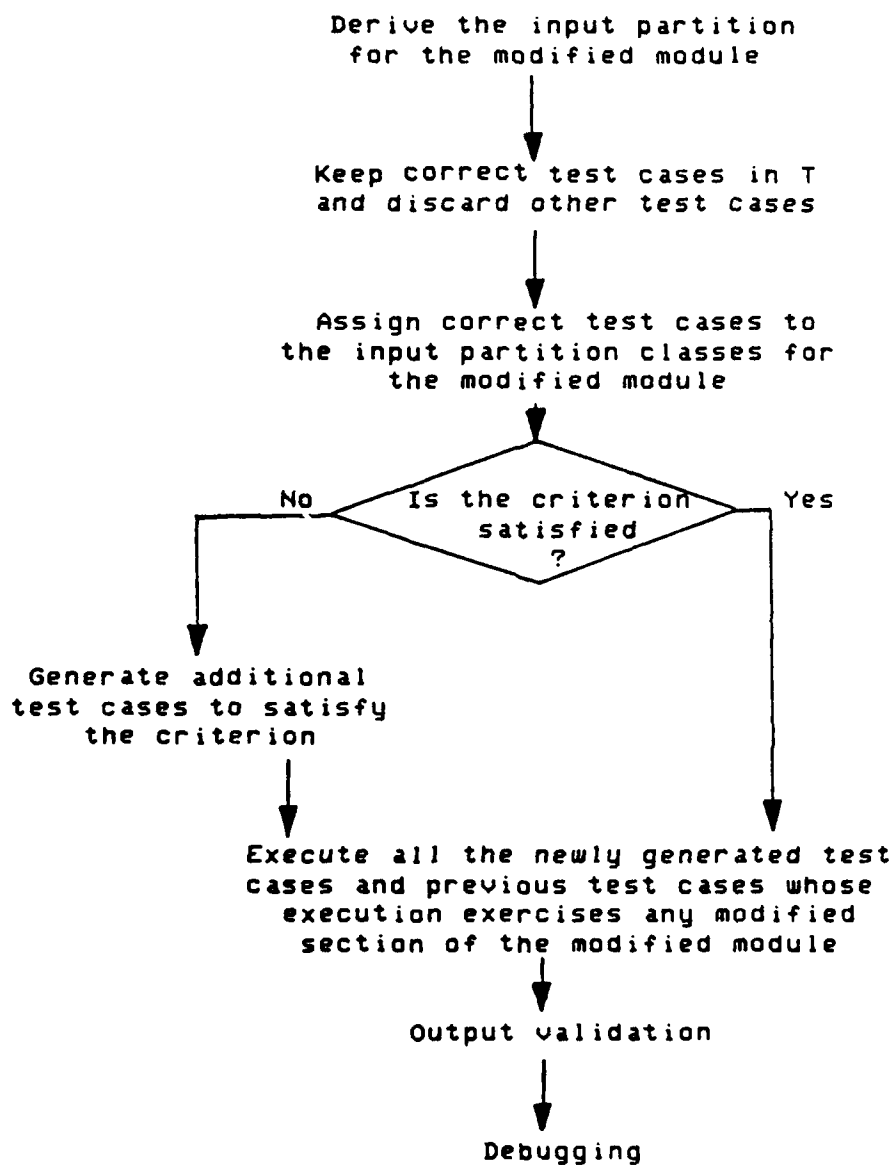 Derive the input partition
for the modified module
Keep correct test cases in T
and discard other test cases
Assign correct test cases to
the input partition classes for
the modified module
No
Is the criterion
satisfied
?
Yes
Generate additional
test cases to satisfy
the criterion
Execute all the newly generated test
cases and previous test cases whose
execution exercises any modified
section of the modified module
Output validation
Debugging